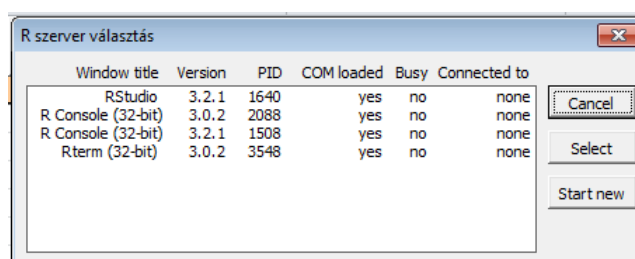 R szerver választás
Window title Version PID COM loaded Busy Connected to
RStudio 3.2.1 1640 yes no none
R Console (32-bit) 3.0.2 2088 yes no none
R Console (32-bit) 3.2.1 1508 yes no none
Rterm (32-bit) 3.0.2 3548 yes no none
Cancel
Select
Start new